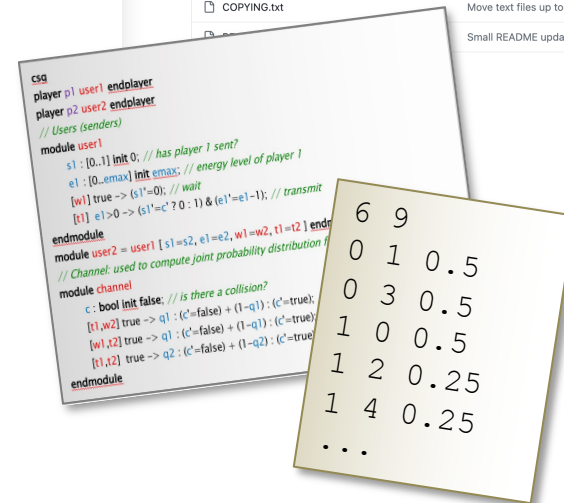 COPYING.txt
Move text files up to
Small README upda
csg
player p1 user1 endplayer
player p2 user2 endplayer
// Users (senders)
module user1
s1 : [0..1] init 0; // has player 1 sent?
e1 : [0..emax] init emax; // energy level of player 1
[w1] true -> (s1'=0); // wait
[t1] e1>0 -> (s1'=c' ? 0 : 1) & (e1'=e1-1); // transmit
endmodule
module user2 = user1 [ s1=s2, e1=e2, w1=w2, t1=t2 ] endm
// Channel: used to compute joint probability distribution f
module channel
c : bool init false; // is there a collision?
[t1,w2] true -> q1 : (c'=false) + (1-q1) : (c'=true);
[w1,t2] true -> q1 : (c'=false) + (1-q1) : (c'=true);
[t1,t2] true -> q2 : (c'=false) + (1-q2) : (c'=true)
endmodule
6 9
0 1 0.5
0 3 0.5
1 0 0.5
1 2 0.25
1 4 0.25
...